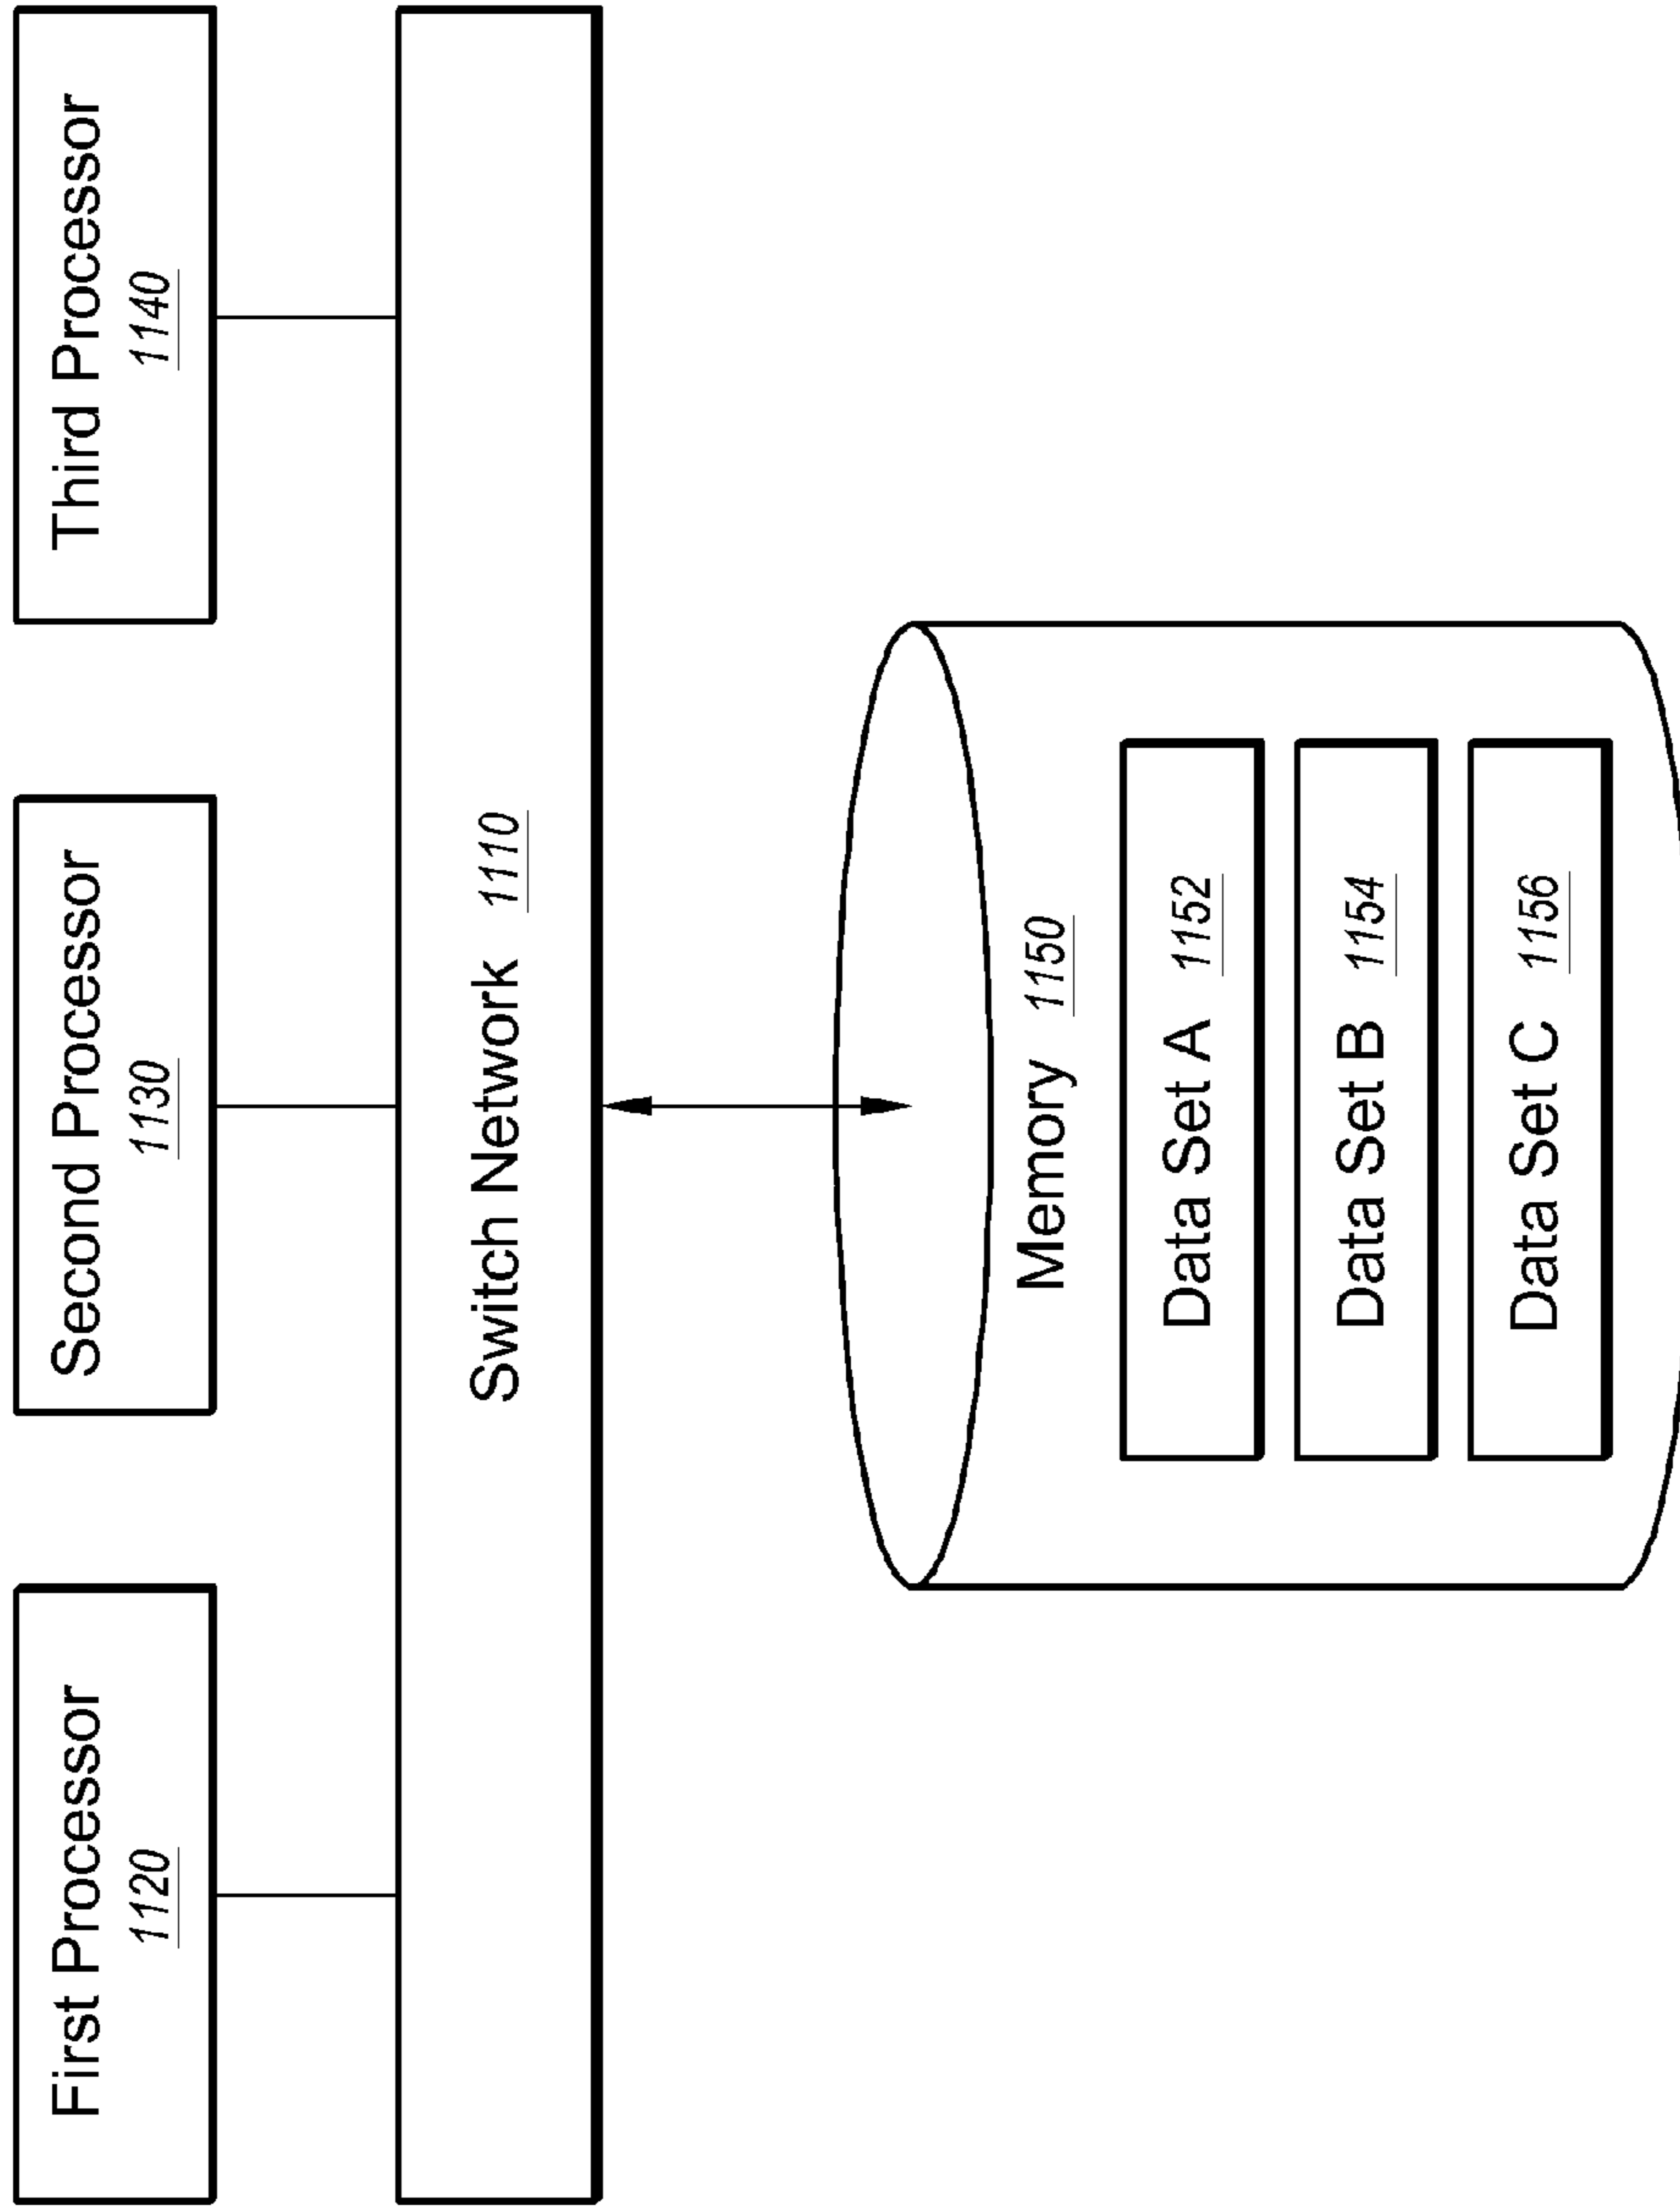 First Processor
1120
Second Processor
1130
Third Processor
1140
Switch Network 1110
Memory 1150
Data Set A 1152
Data Set B 1154
Data Set C 1156